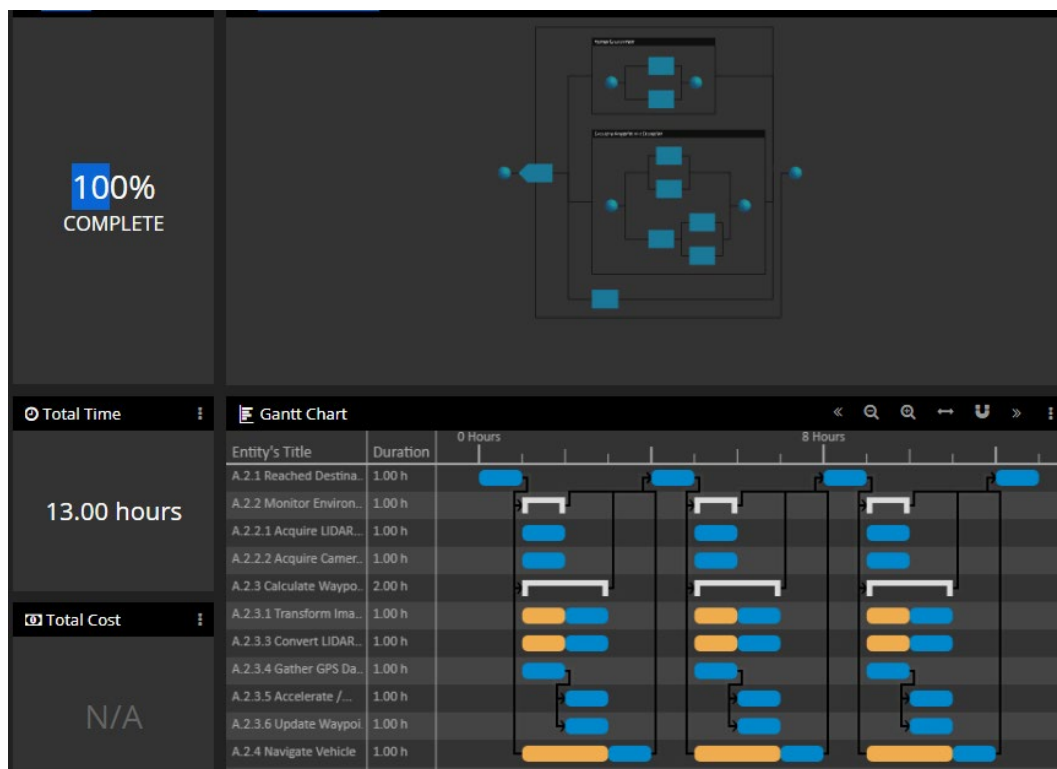 100%
COMPLETE
Total Time
13.00 hours
Total Cost
N/A
Gantt Chart
Entity's Title Duration 0 Hours 8 Hours
A.2.1 Reached Destina.. 1.00 h
A.2.2 Monitor Environ.. 1.00 h
A.2.2.1 Acquire LIDAR... 1.00 h
A.2.2.2 Acquire Camer.. 1.00 h
A.2.3 Calculate Waypo.. 2.00 h
A.2.3.1 Transform Ima.. 1.00 h
A.2.3.3 Convert LIDAR.. 1.00 h
A.2.3.4 Gather GPS Da.. 1.00 h
A.2.3.5 Accelerate /... 1.00 h
A.2.3.6 Update Waypoi. 1.00 h
A.2.4 Navigate Vehicle 1.00 h